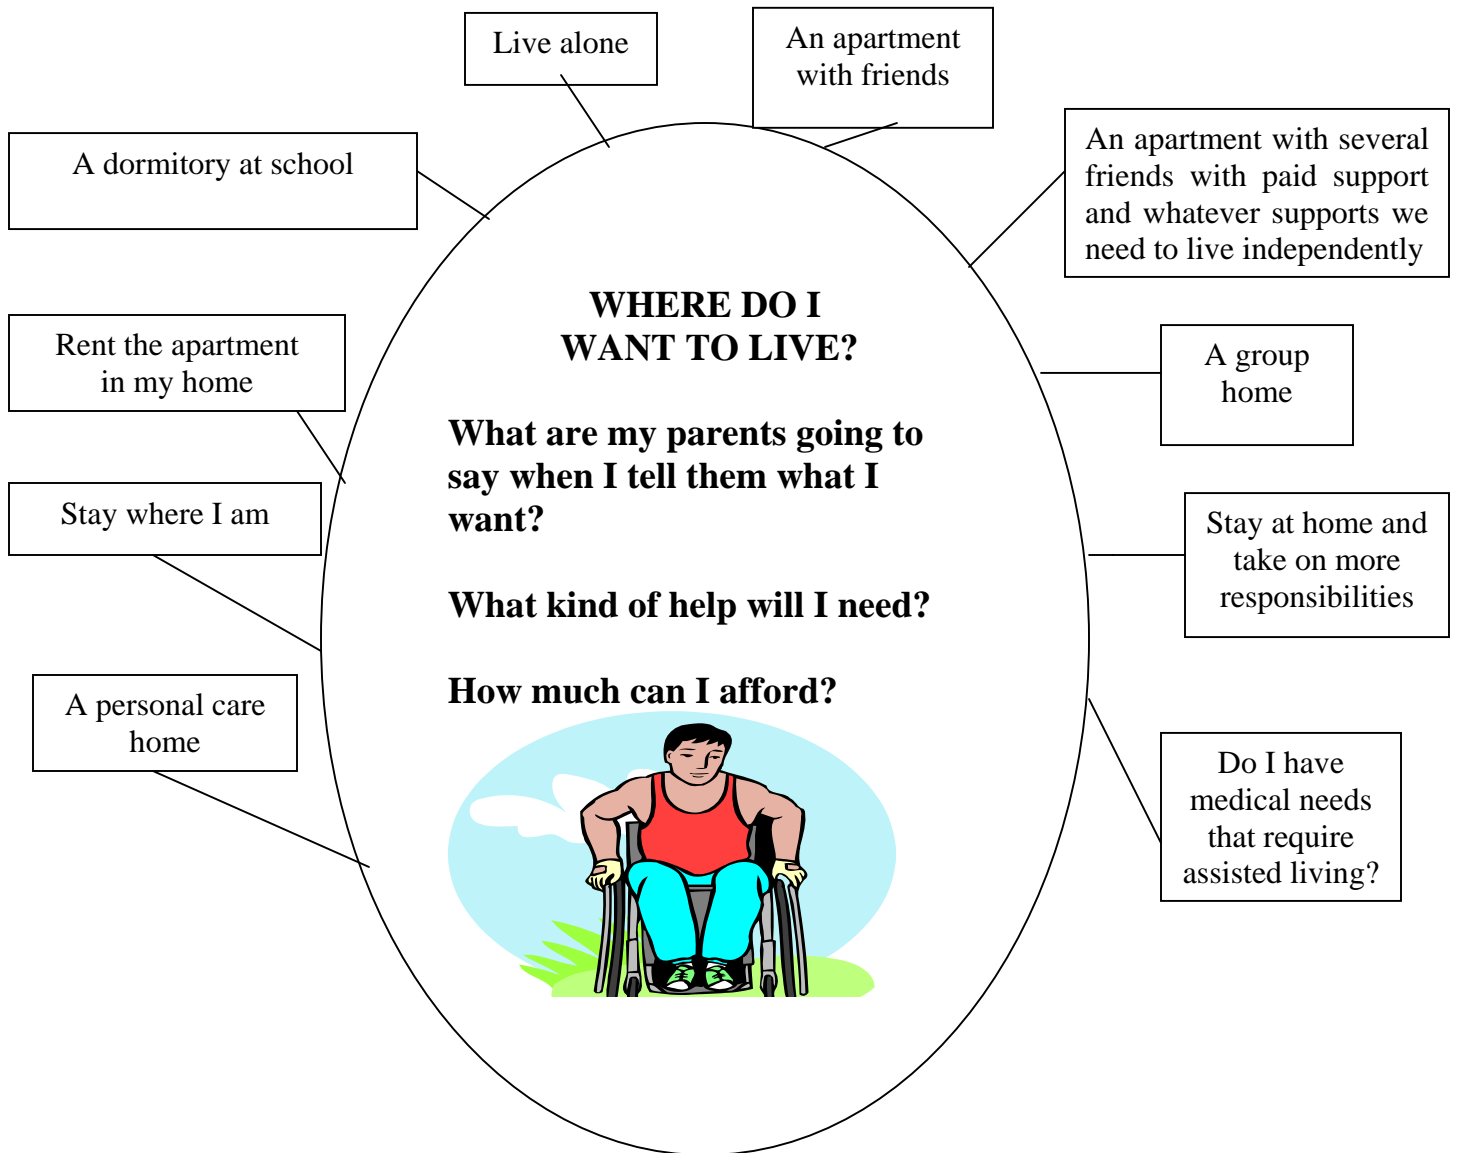 Live alone
An apartment
with friends
A dormitory at school
An apartment with several
friends with paid support
and whatever supports we
need to live independently
WHERE DO I
WANT TO LIVE?
Rent the apartment
in my home
A group
home
What are my parents going to
say when I tell them what I
want?
Stay where I am
Stay at home and
take on more
responsibilities
What kind of help will I need?
How much can I afford?
A personal care
home
Do I have
medical needs
that require
assisted living?